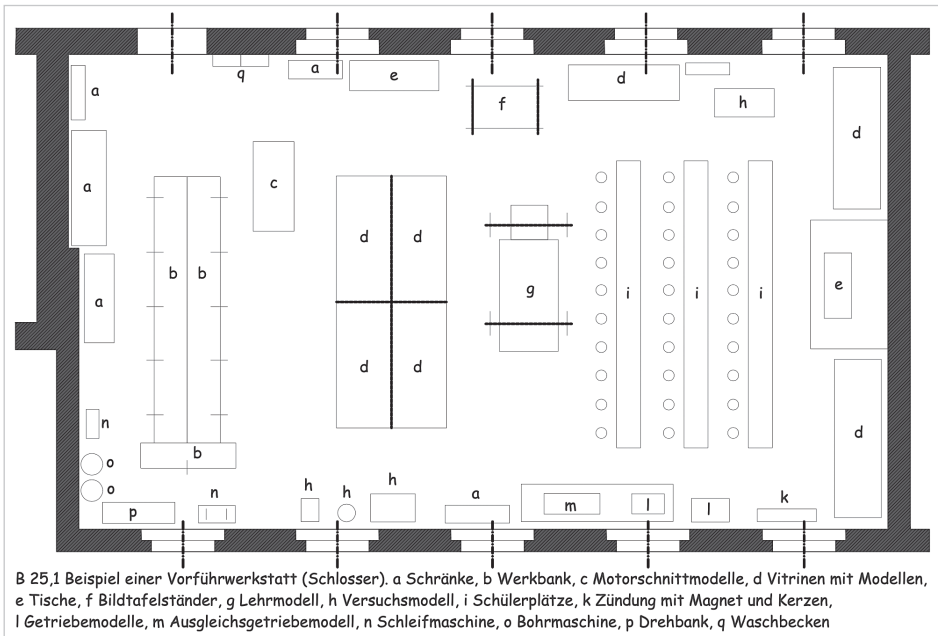 q
a
e
f
d
h
a
d
a
c
b b
d d
g
i i i
e
a
d d
n
b
d
o
o
p
n
h
h
h
a
m
l
l
k
B 25,1 Beispiel einer Vorführwerkstatt (Schlosser). a Schränke, b Werkbank, c Motorschnittmodelle, d Vitrinen mit Modellen,
e Tische, f Bildtafelständer, g Lehrmodell, h Versuchsmodell, i Schülerplätze, k Zündung mit Magnet und Kerzen,
l Getriebemodelle, m Ausgleichsgetriebemodell, n Schleifmaschine, o Bohrmaschine, p Drehbank, q Waschbecken